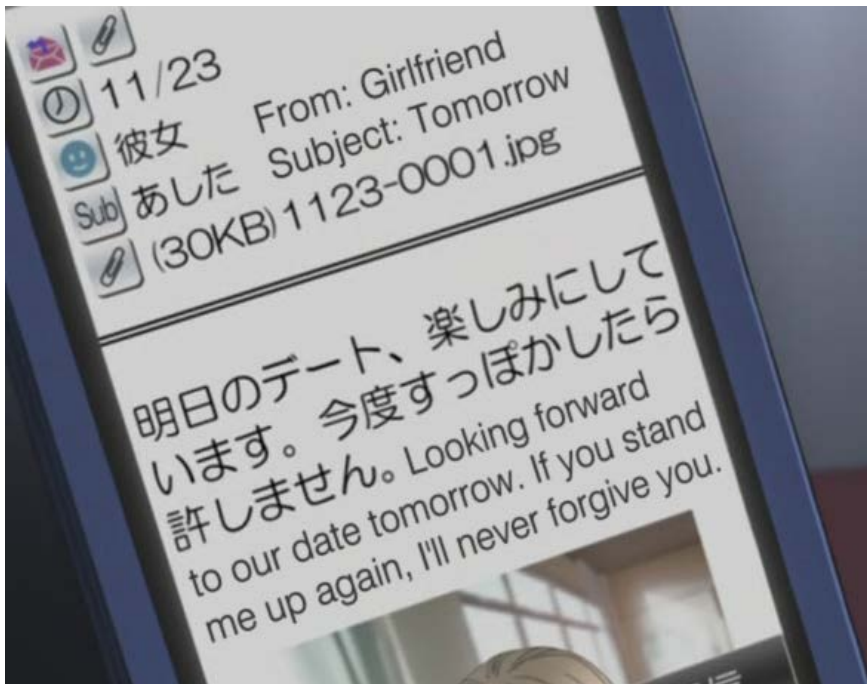 11/23
彼女 From: Girlfriend
Sub あした Subject: Tomorrow
(30KB) 1123-0001.jpg
明日のデート、楽しみにして
います。今度すっぽかしたら
許しません。Looking forward
to our date tomorrow. If you stand
me up again, I'll never forgive you.